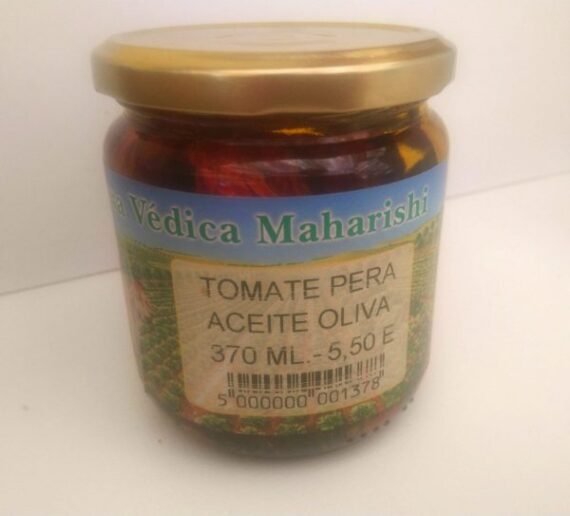 Védica Maharishi
TOMATE PERA
ACEITE OLIVA
370 ML.- 5,50 E
5 000000 001378